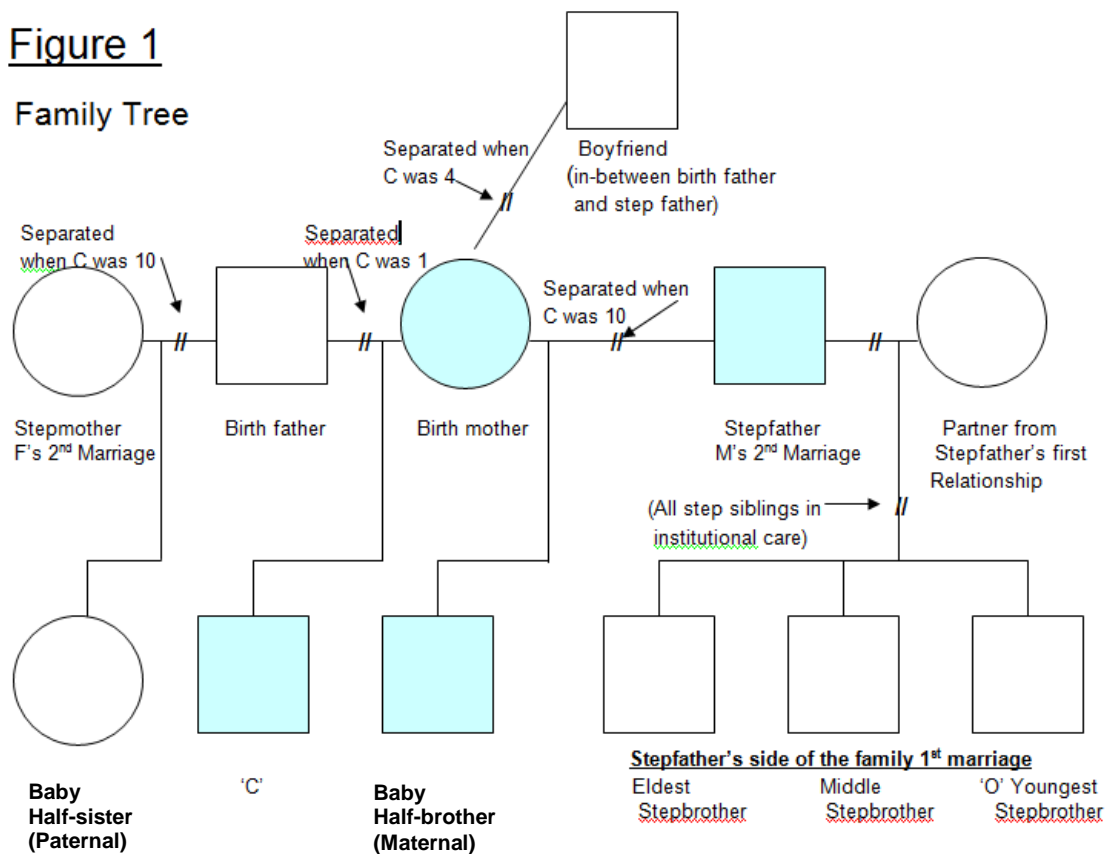 Figure 1
Family Tree
Separated when
C was 4
Boyfriend
(in-between birth father
and step father)
Separated
when C was 10
Separated
when C was 1
Separated when
C was 10
//
//
//
//
//
Stepmother
F's 2nd Marriage
Birth father
Birth mother
Stepfather
M's 2nd Marriage
Partner from
Stepfather's first
Relationship
(All step siblings in
institutional care)
//
Baby
Half-sister
(Paternal)
'C'
Baby
Half-brother
(Maternal)
Stepfather's side of the family 1st marriage
Eldest
Stepbrother
Middle
Stepbrother
'O' Youngest
Stepbrother